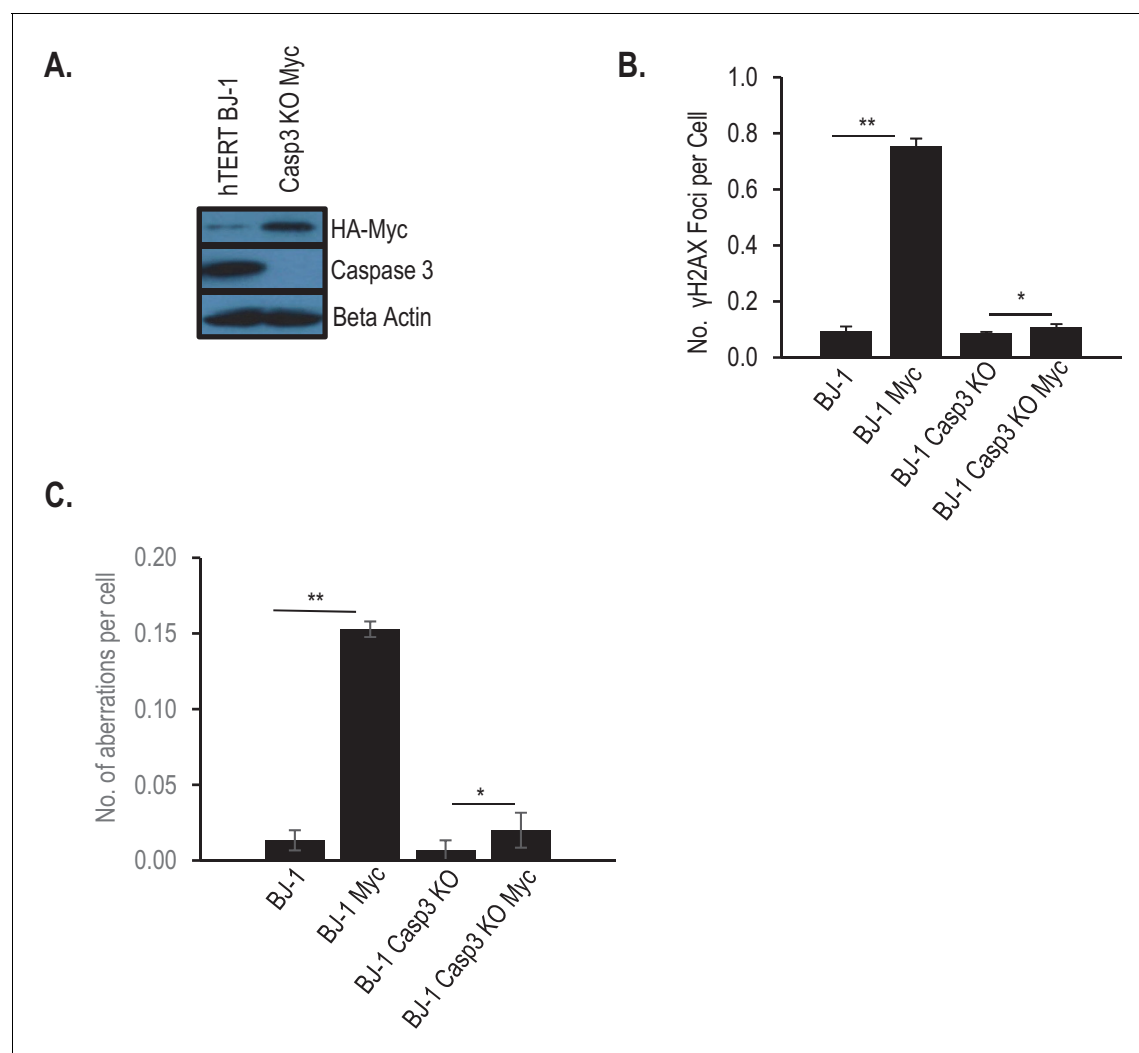 A.
hTERT BJ-1
Casp3 KO Myc
HA-Myc
Caspase 3
Beta Actin
B.
No. γH2AX Foci per Cell
1.0
0.8
0.6
0.4
0.2
0.0
**
*
BJ-1
BJ-1 Myc
BJ-1 Casp3 KO
BJ-1 Casp3 KO Myc
C.
No. of aberrations per cell
0.20
0.15
0.10
0.05
0.00
**
*
BJ-1
BJ-1 Myc
BJ-1 Casp3 KO
BJ-1 Casp3 KO Myc